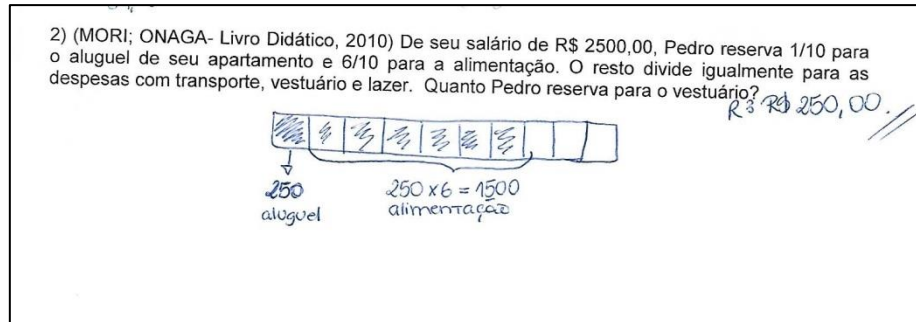 2) (MORI; ONAGA- Livro Didático, 2010) De seu salário de R$ 2500,00, Pedro reserva 1/10 para
o aluguel de seu apartamento e 6/10 para a alimentação. O resto divide igualmente para as
despesas com transporte, vestuário e lazer. Quanto Pedro reserva para o vestuário?
R: R$ 250,00.
250
aluguel
250 x 6 = 1500
alimentação